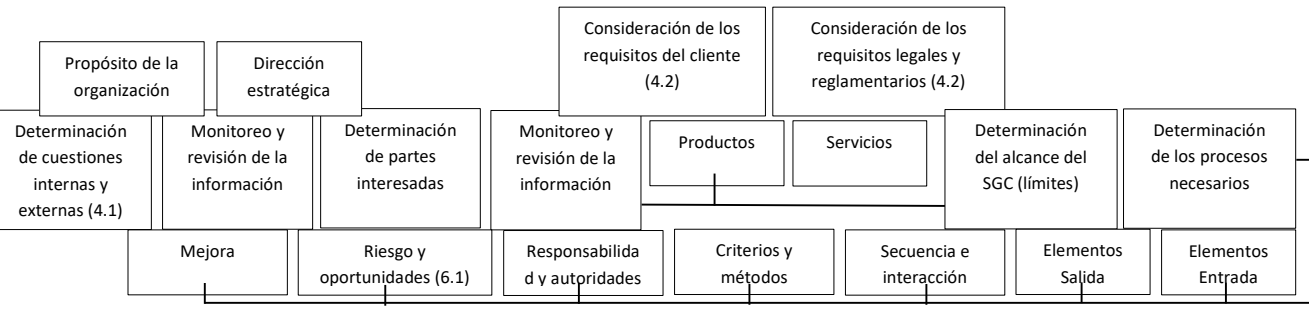 Consideración de los
requisitos del cliente
(4.2)
Consideración de los
requisitos legales y
reglamentarios (4.2)
Propósito de la
organización
Dirección
estratégica
Determinación
de cuestiones
internas y
externas (4.1)
Monitoreo y
revisión de la
información
Determinación
de partes
interesadas
Monitoreo y
revisión de la
información
Productos
Servicios
Determinación
del alcance del
SGC (límites)
Determinación
de los procesos
necesarios
Mejora
Riesgo y
oportunidades (6.1)
Responsabilida
d y autoridades
Criterios y
métodos
Secuencia e
interacción
Elementos
Salida
Elementos
Entrada